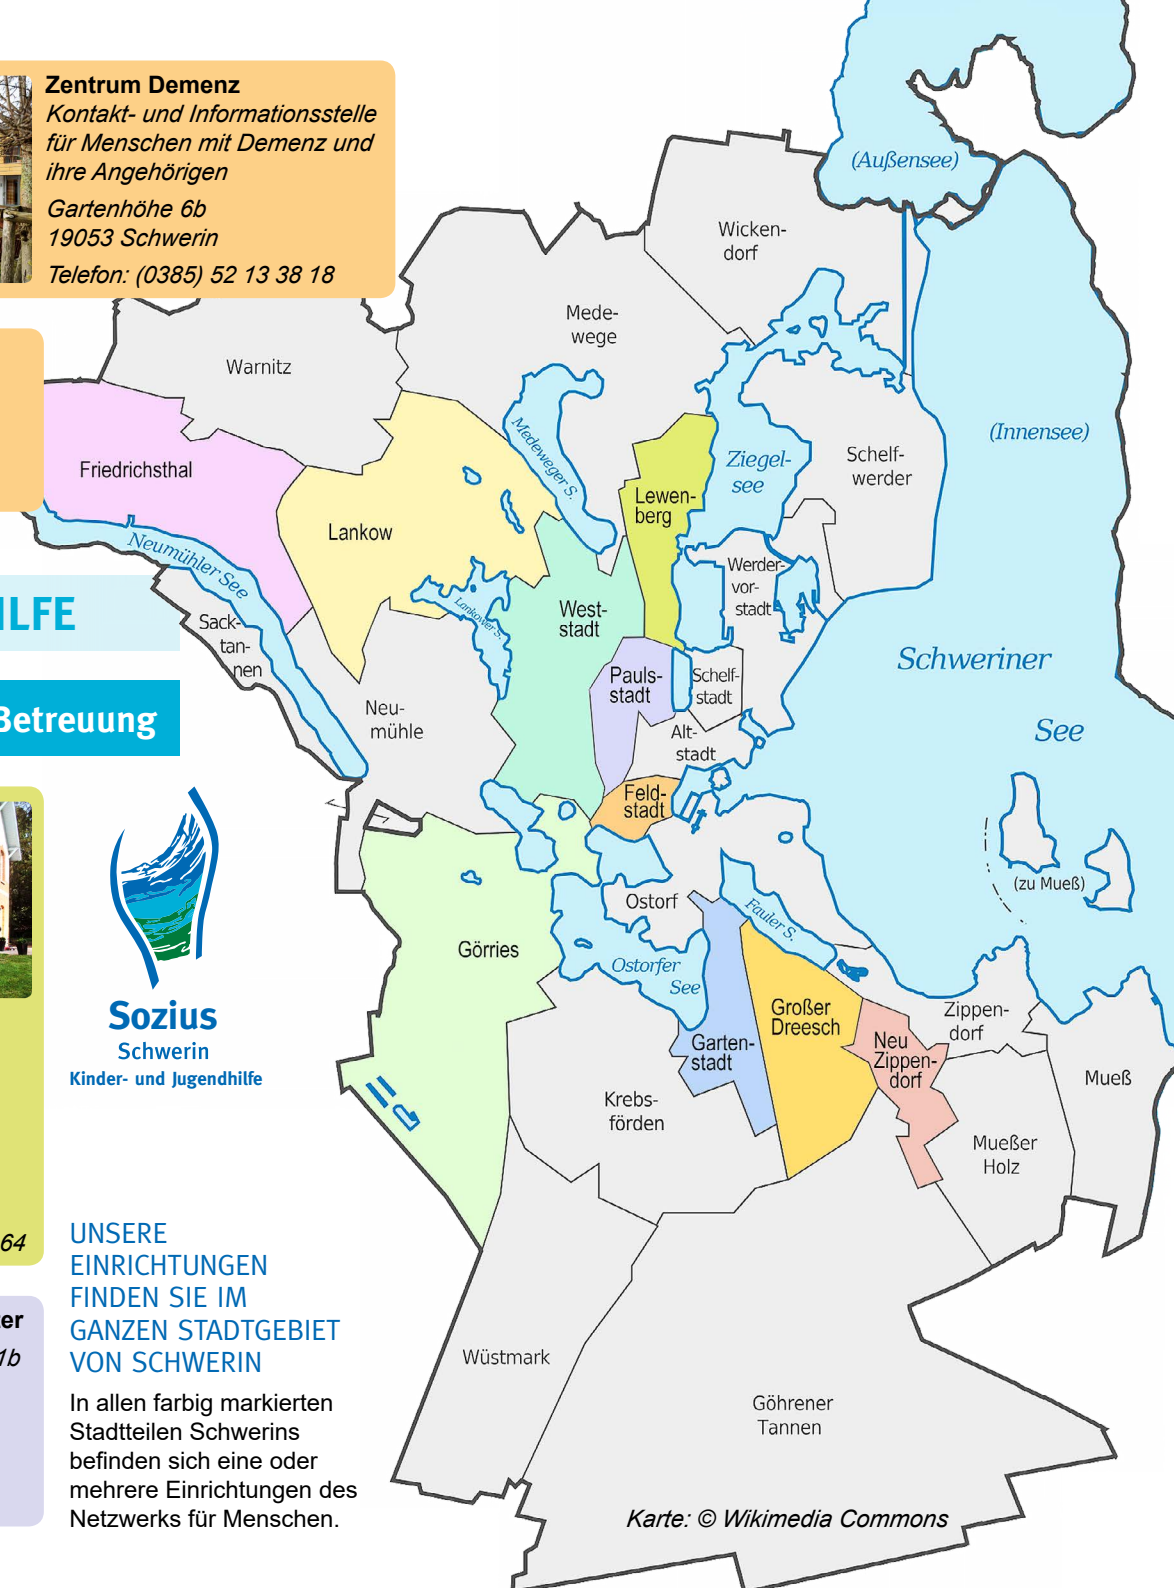 Zentrum Demenz
Kontakt- und Informationsstelle
für Menschen mit Demenz und
ihre Angehörigen
Gartenhöhe 6b
19053 Schwerin
Telefon: (0385) 52 13 38 18
ILFE
Betreuung
Sozius
Schwerin
Kinder- und Jugendhilfe
64
ter
1b
UNSERE
EINRICHTUNGEN
FINDEN SIE IM
GANZEN STADTGEBIET
VON SCHWERIN
In allen farbig markierten
Stadtteilen Schwerins
befinden sich eine oder
mehrere Einrichtungen des
Netzwerks für Menschen.
(Außensee)
Wicken-
dorf
Mede-
wege
Warnitz
(Innensee)
Medeweger S.
Ziegel-
see
Schelf-
werder
Friedrichsthal
Lewen-
berg
Lankow
Neumühler See
Werder-
vor-
stadt
Lankower S.
West-
stadt
Sack-
tan-
nen
Schweriner
See
Pauls-
stadt
Schelf-
stadt
Neu-
mühle
Alt-
stadt
Feld-
stadt
(zu Mueß)
Ostorf
Fauler S.
Görries
Ostorfer
See
Großer
Dreesch
Zippen-
dorf
Garten-
stadt
Neu
Zippen-
dorf
Mueß
Krebs-
förden
Mueßer
Holz
Wüstmark
Göhrener
Tannen
Karte: © Wikimedia Commons